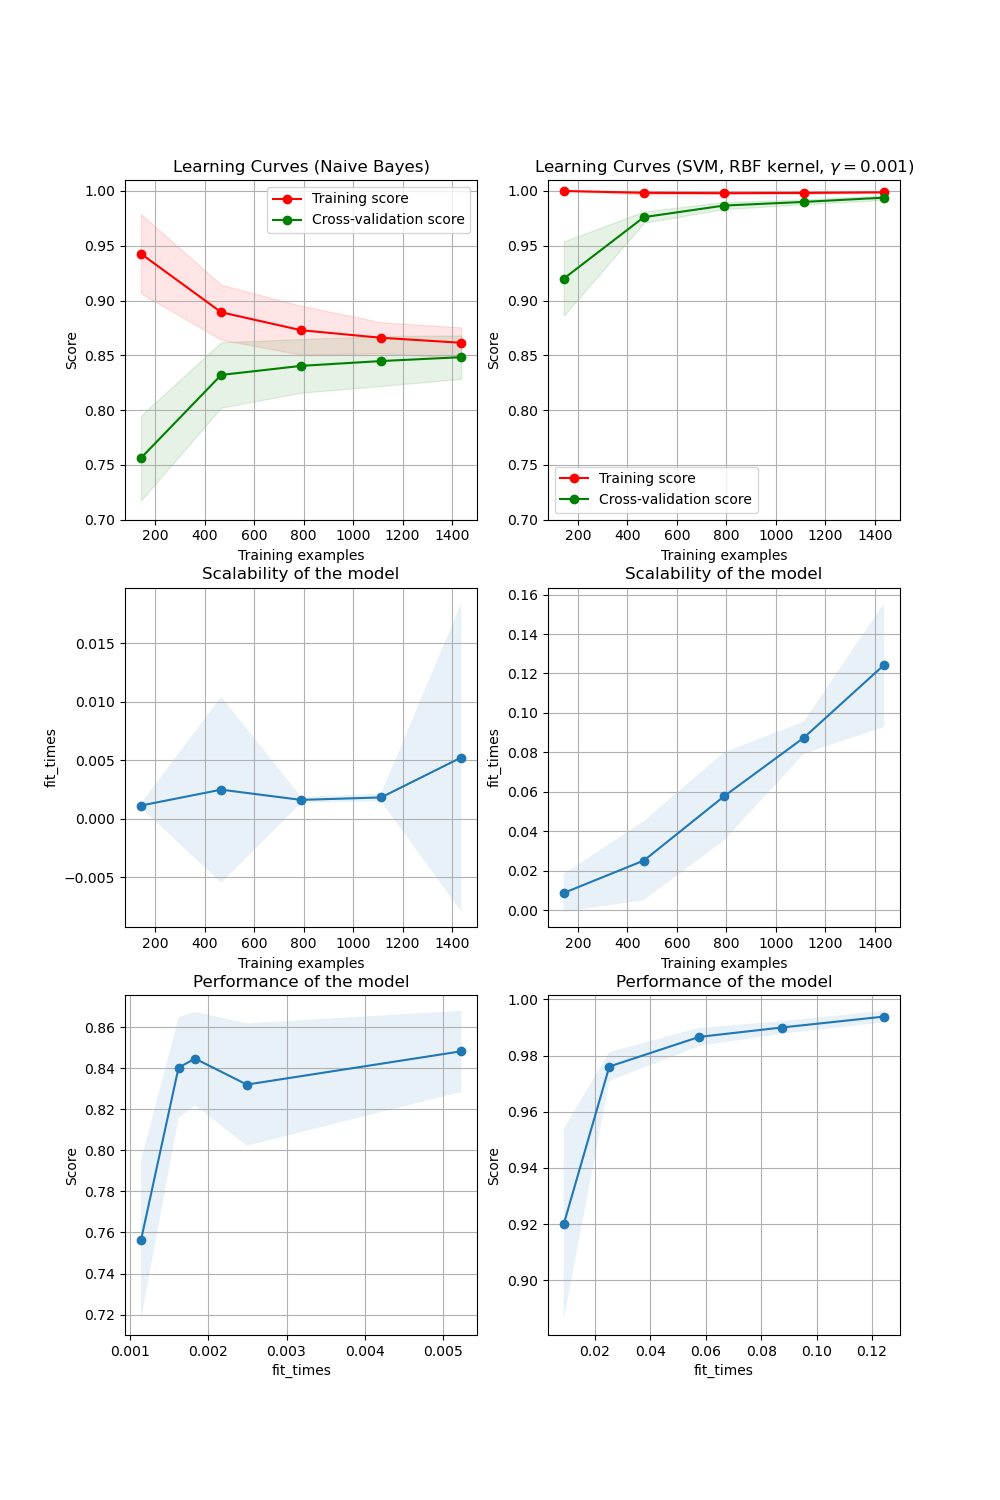 Learning Curves (Naive Bayes)
Learning Curves (SVM, RBF kernel, γ = 0.001)
1.00
0.95
0.90
0.85
0.80
0.75
0.70
Score
Training score
Cross-validation score
200 400 600 800 1000 1200 1400
Training examples
1.00
0.95
0.90
0.85
0.80
0.75
0.70
Score
Training score
Cross-validation score
200 400 600 800 1000 1200 1400
Training examples
Scalability of the model
0.015
0.010
0.005
0.000
−0.005
fit_times
200 400 600 800 1000 1200 1400
Training examples
Scalability of the model
0.16
0.14
0.12
0.10
0.08
0.06
0.04
0.02
0.00
fit_times
200 400 600 800 1000 1200 1400
Training examples
Performance of the model
0.86
0.84
0.82
0.80
0.78
0.76
0.74
0.72
Score
0.001 0.002 0.003 0.004 0.005
fit_times
Performance of the model
1.00
0.98
0.96
0.94
0.92
0.90
Score
0.02 0.04 0.06 0.08 0.10 0.12
fit_times